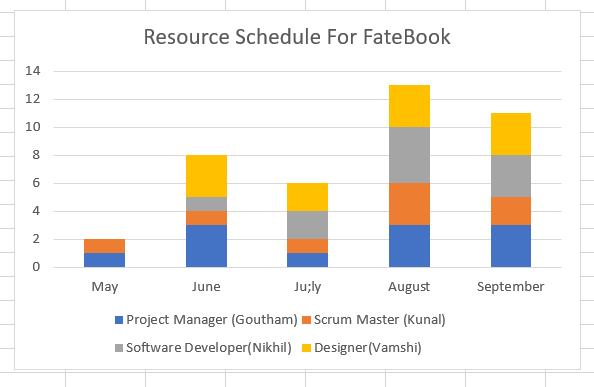 Resource Schedule For FateBook
14
12
10
8
6
4
2
0
May June Ju;ly August September
Project Manager (Goutham) Scrum Master (Kunal)
Software Developer(Nikhil) Designer(Vamshi)